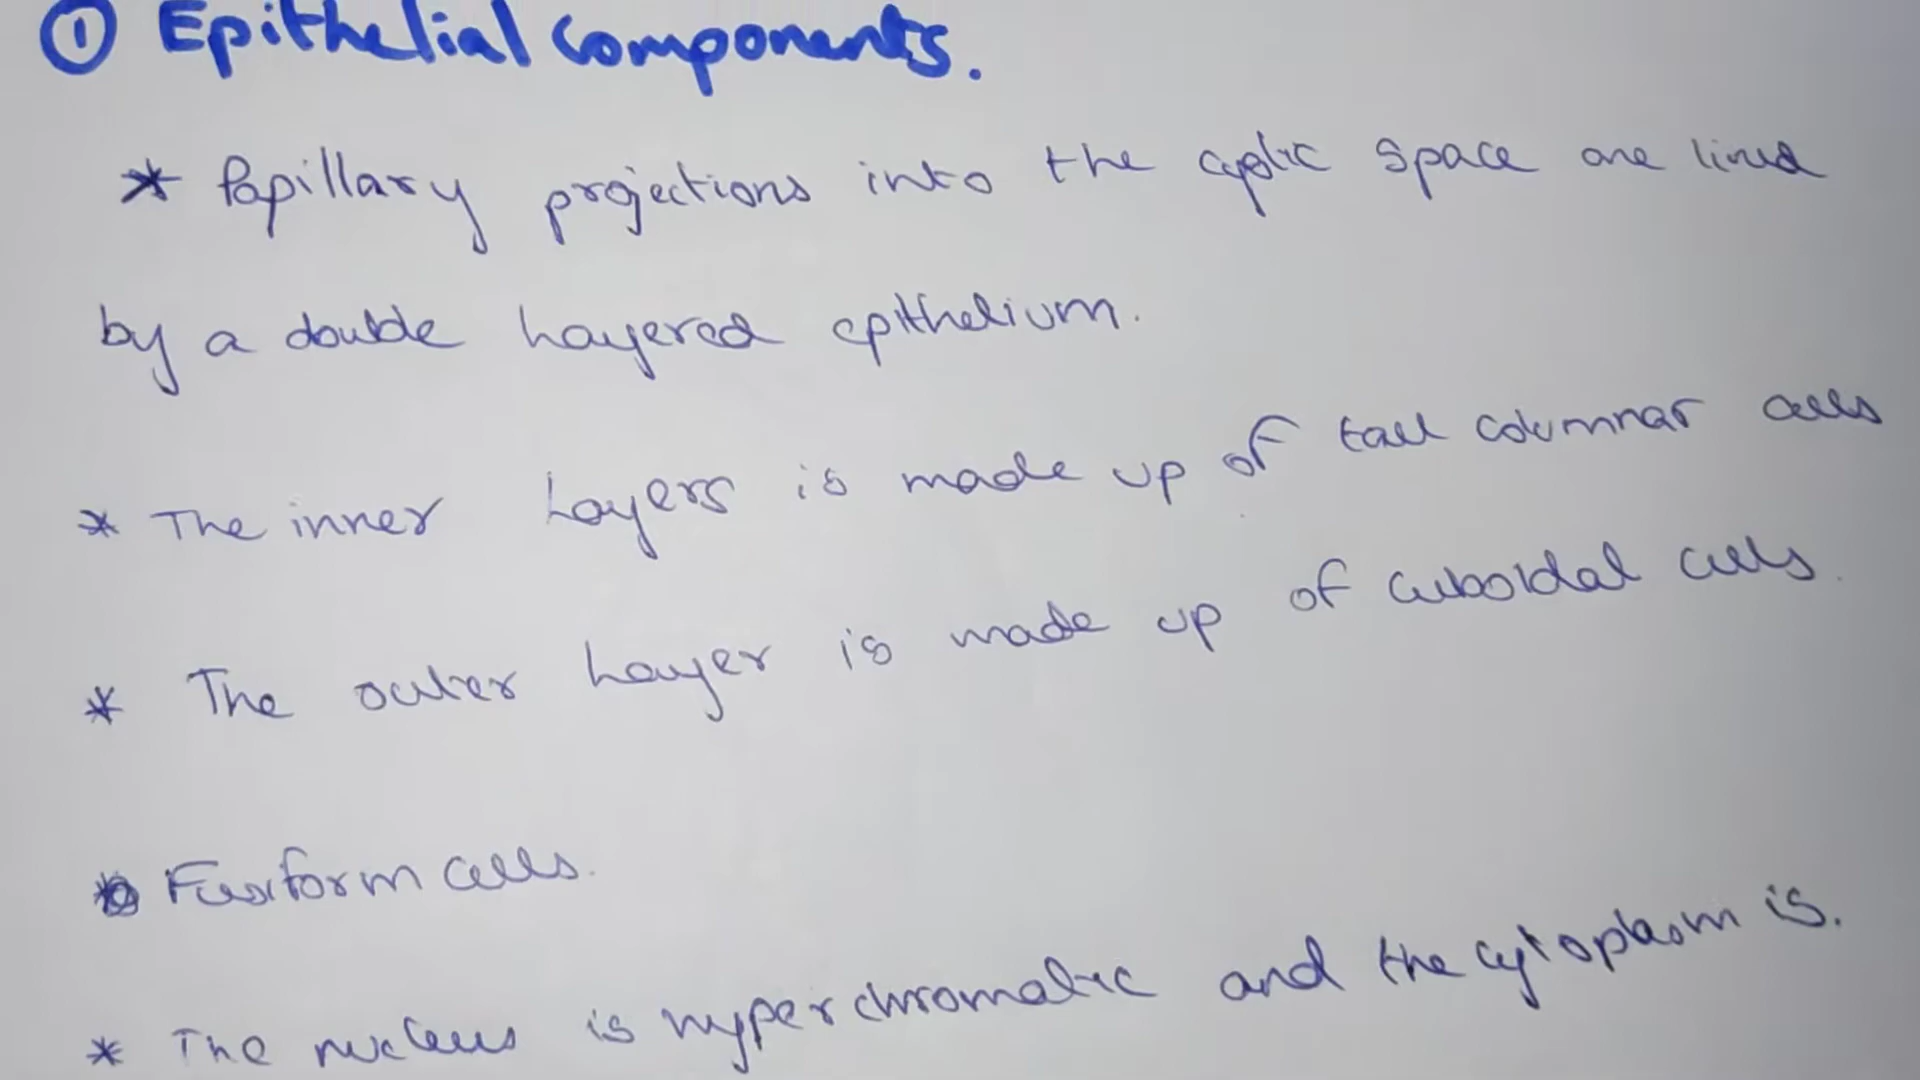 ① Epithelial Components.
* Papillary projections into the cystic space are lined
by a double Layered epithelium.
* The inner Layers is made up of tall columnar cells
* The outer Layer is made up of cuboidal cells.
Fusiform cells.
* The nucleus is hyperchromatic and the cytoplasm is.